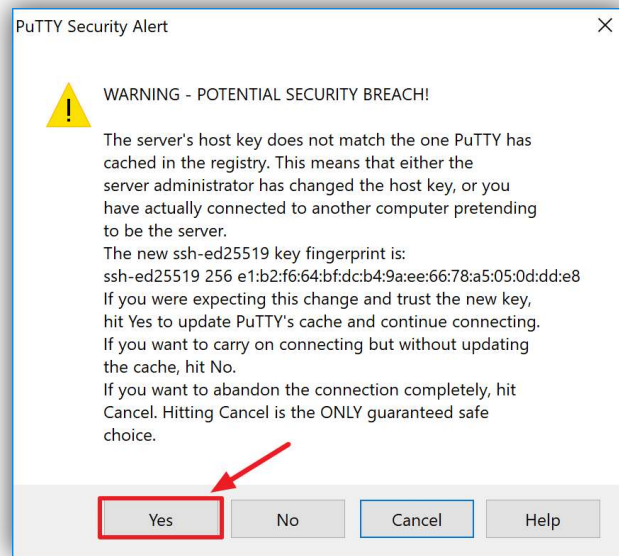 PuTTY Security Alert
WARNING - POTENTIAL SECURITY BREACH!
The server's host key does not match the one PuTTY has
cached in the registry. This means that either the
server administrator has changed the host key, or you
have actually connected to another computer pretending
to be the server.
The new ssh-ed25519 key fingerprint is:
ssh-ed25519 256 e1:b2:f6:64:bf:dc:b4:9a:ee:66:78:a5:05:0d:dd:e8
If you were expecting this change and trust the new key,
hit Yes to update PuTTY's cache and continue connecting.
If you want to carry on connecting but without updating
the cache, hit No.
If you want to abandon the connection completely, hit
Cancel. Hitting Cancel is the ONLY guaranteed safe
choice.
Yes No Cancel Help